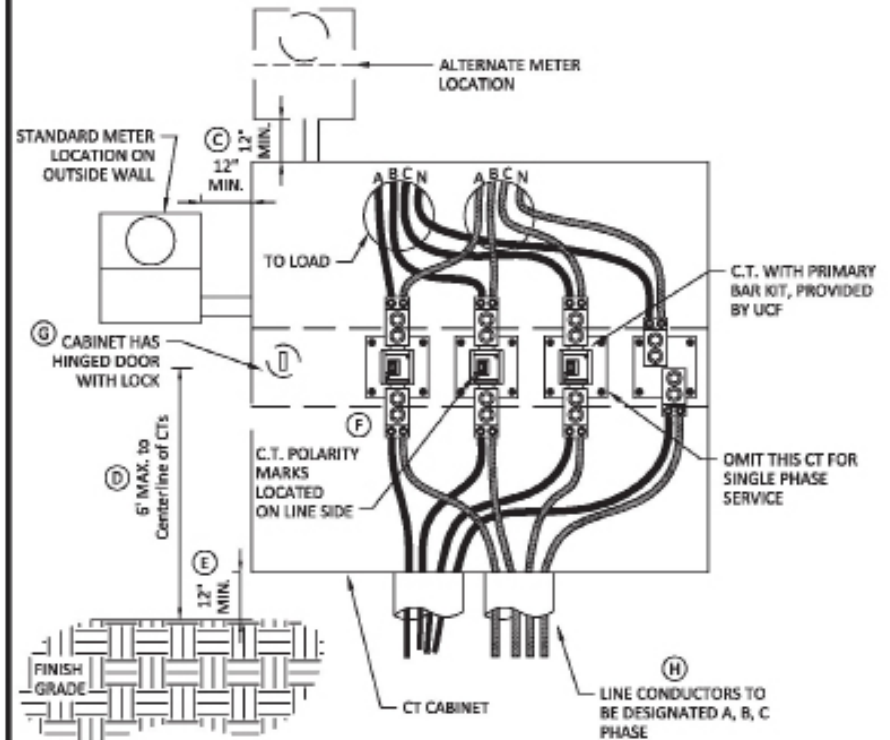 ALTERNATE METER
LOCATION
STANDARD METER
LOCATION ON
OUTSIDE WALL
C
12"
MIN.
12"
MIN.
A B C N
A B C N
TO LOAD
C.T. WITH PRIMARY
BAR KIT, PROVIDED
BY UCF
G
CABINET HAS
HINGED DOOR
WITH LOCK
F
C.T. POLARITY
MARKS
LOCATED
ON LINE SIDE
OMIT THIS CT FOR
SINGLE PHASE
SERVICE
D
6' MAX. to
Centerline of CTs
E
12"
MIN.
FINISH
GRADE
CT CABINET
H
LINE CONDUCTORS TO
BE DESIGNATED A, B, C
PHASE